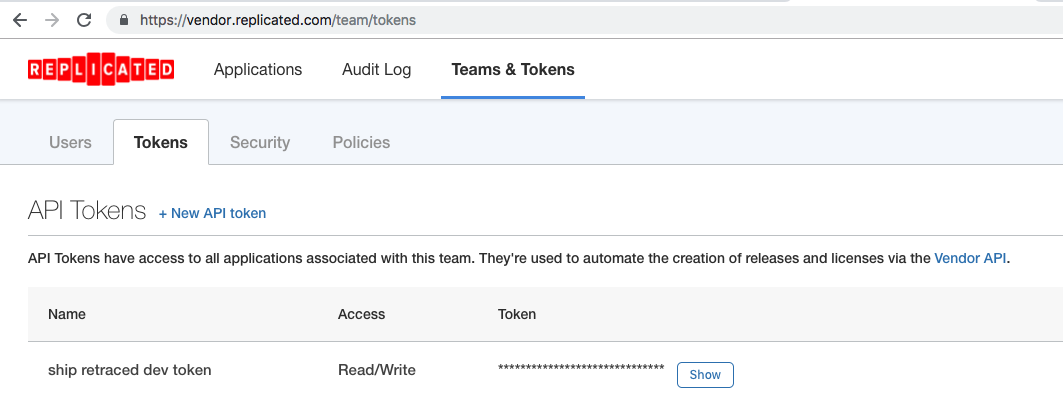 https://vendor.replicated.com/team/tokens
REPLICATED Applications Audit Log Teams & Tokens
Users Tokens Security Policies
API Tokens + New API token
API Tokens have access to all applications associated with this team. They're used to automate the creation of releases and licenses via the Vendor API.
Name Access Token
ship retraced dev token Read/Write ****************************** Show